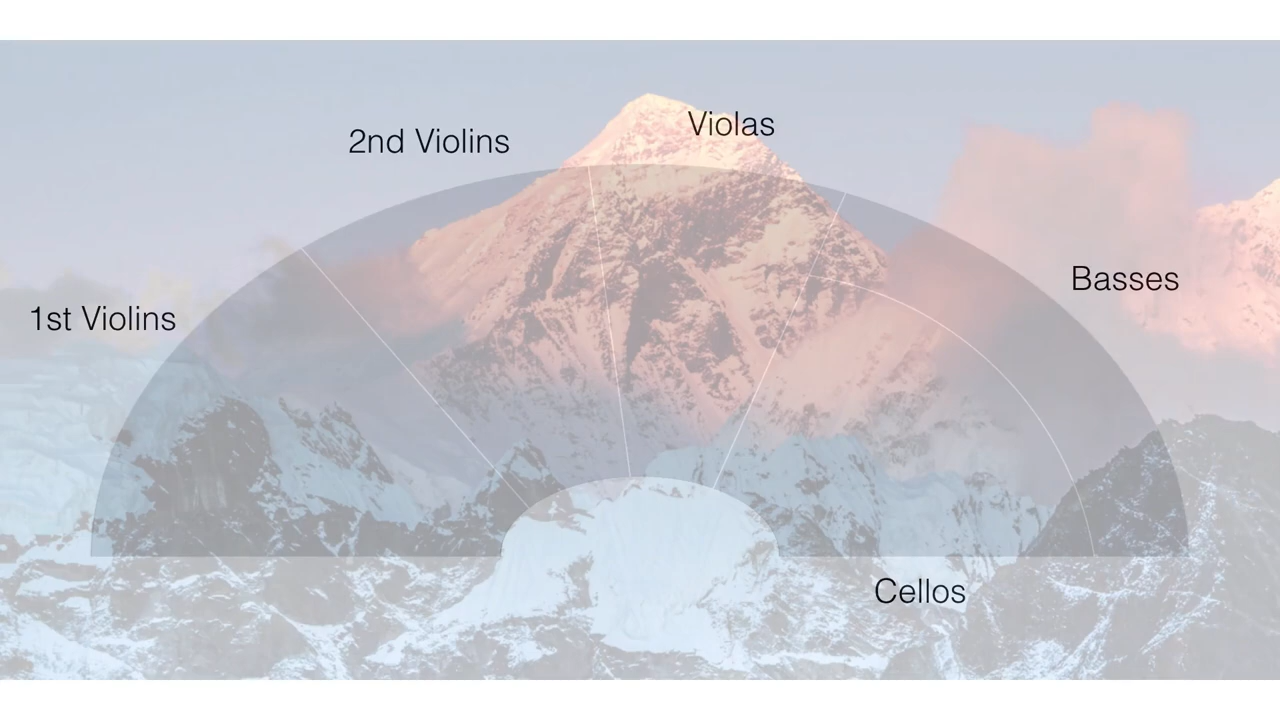 Violas
2nd Violins
Basses
1st Violins
Cellos